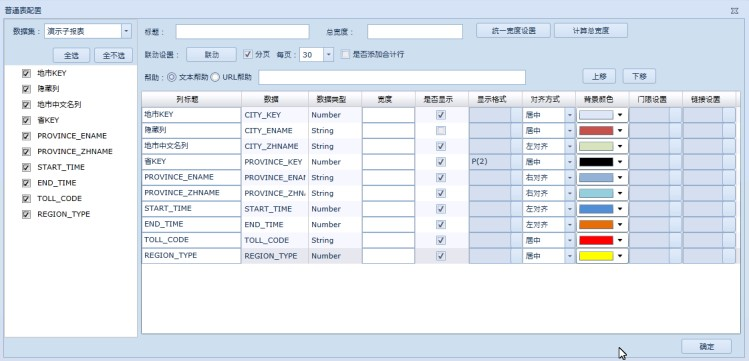 普通表配置
数据集： 演示子报表
全选 全不选
地市KEY
隐藏列
地市中文名列
省KEY
PROVINCE_ENAME
PROVINCE_ZHNAME
START_TIME
END_TIME
TOLL_CODE
REGION_TYPE
标题： 总宽度： 统一宽度设置 计算总宽度
联动设置： 联动 分页 每页： 30 是否添加合计行
帮助： 文本帮助 URL帮助 上移 下移
列标题 数据 数据类型 宽度 是否显示 显示格式 对齐方式 背景颜色 门限设置 链接设置
地市KEY CITY_KEY Number 居中
隐藏列 CITY_ENAME String 居中
地市中文名列 CITY_ZHNAME String 左对齐
省KEY PROVINCE_KEY Number P(2) 居中
PROVINCE_ENAME PROVINCE_ENAM String 右对齐
PROVINCE_ZHNAME PROVINCE_ZHN String 右对齐
START_TIME START_TIME Number 左对齐
END_TIME END_TIME Number 左对齐
TOLL_CODE TOLL_CODE String 居中
REGION_TYPE REGION_TYPE Number 居中
确定